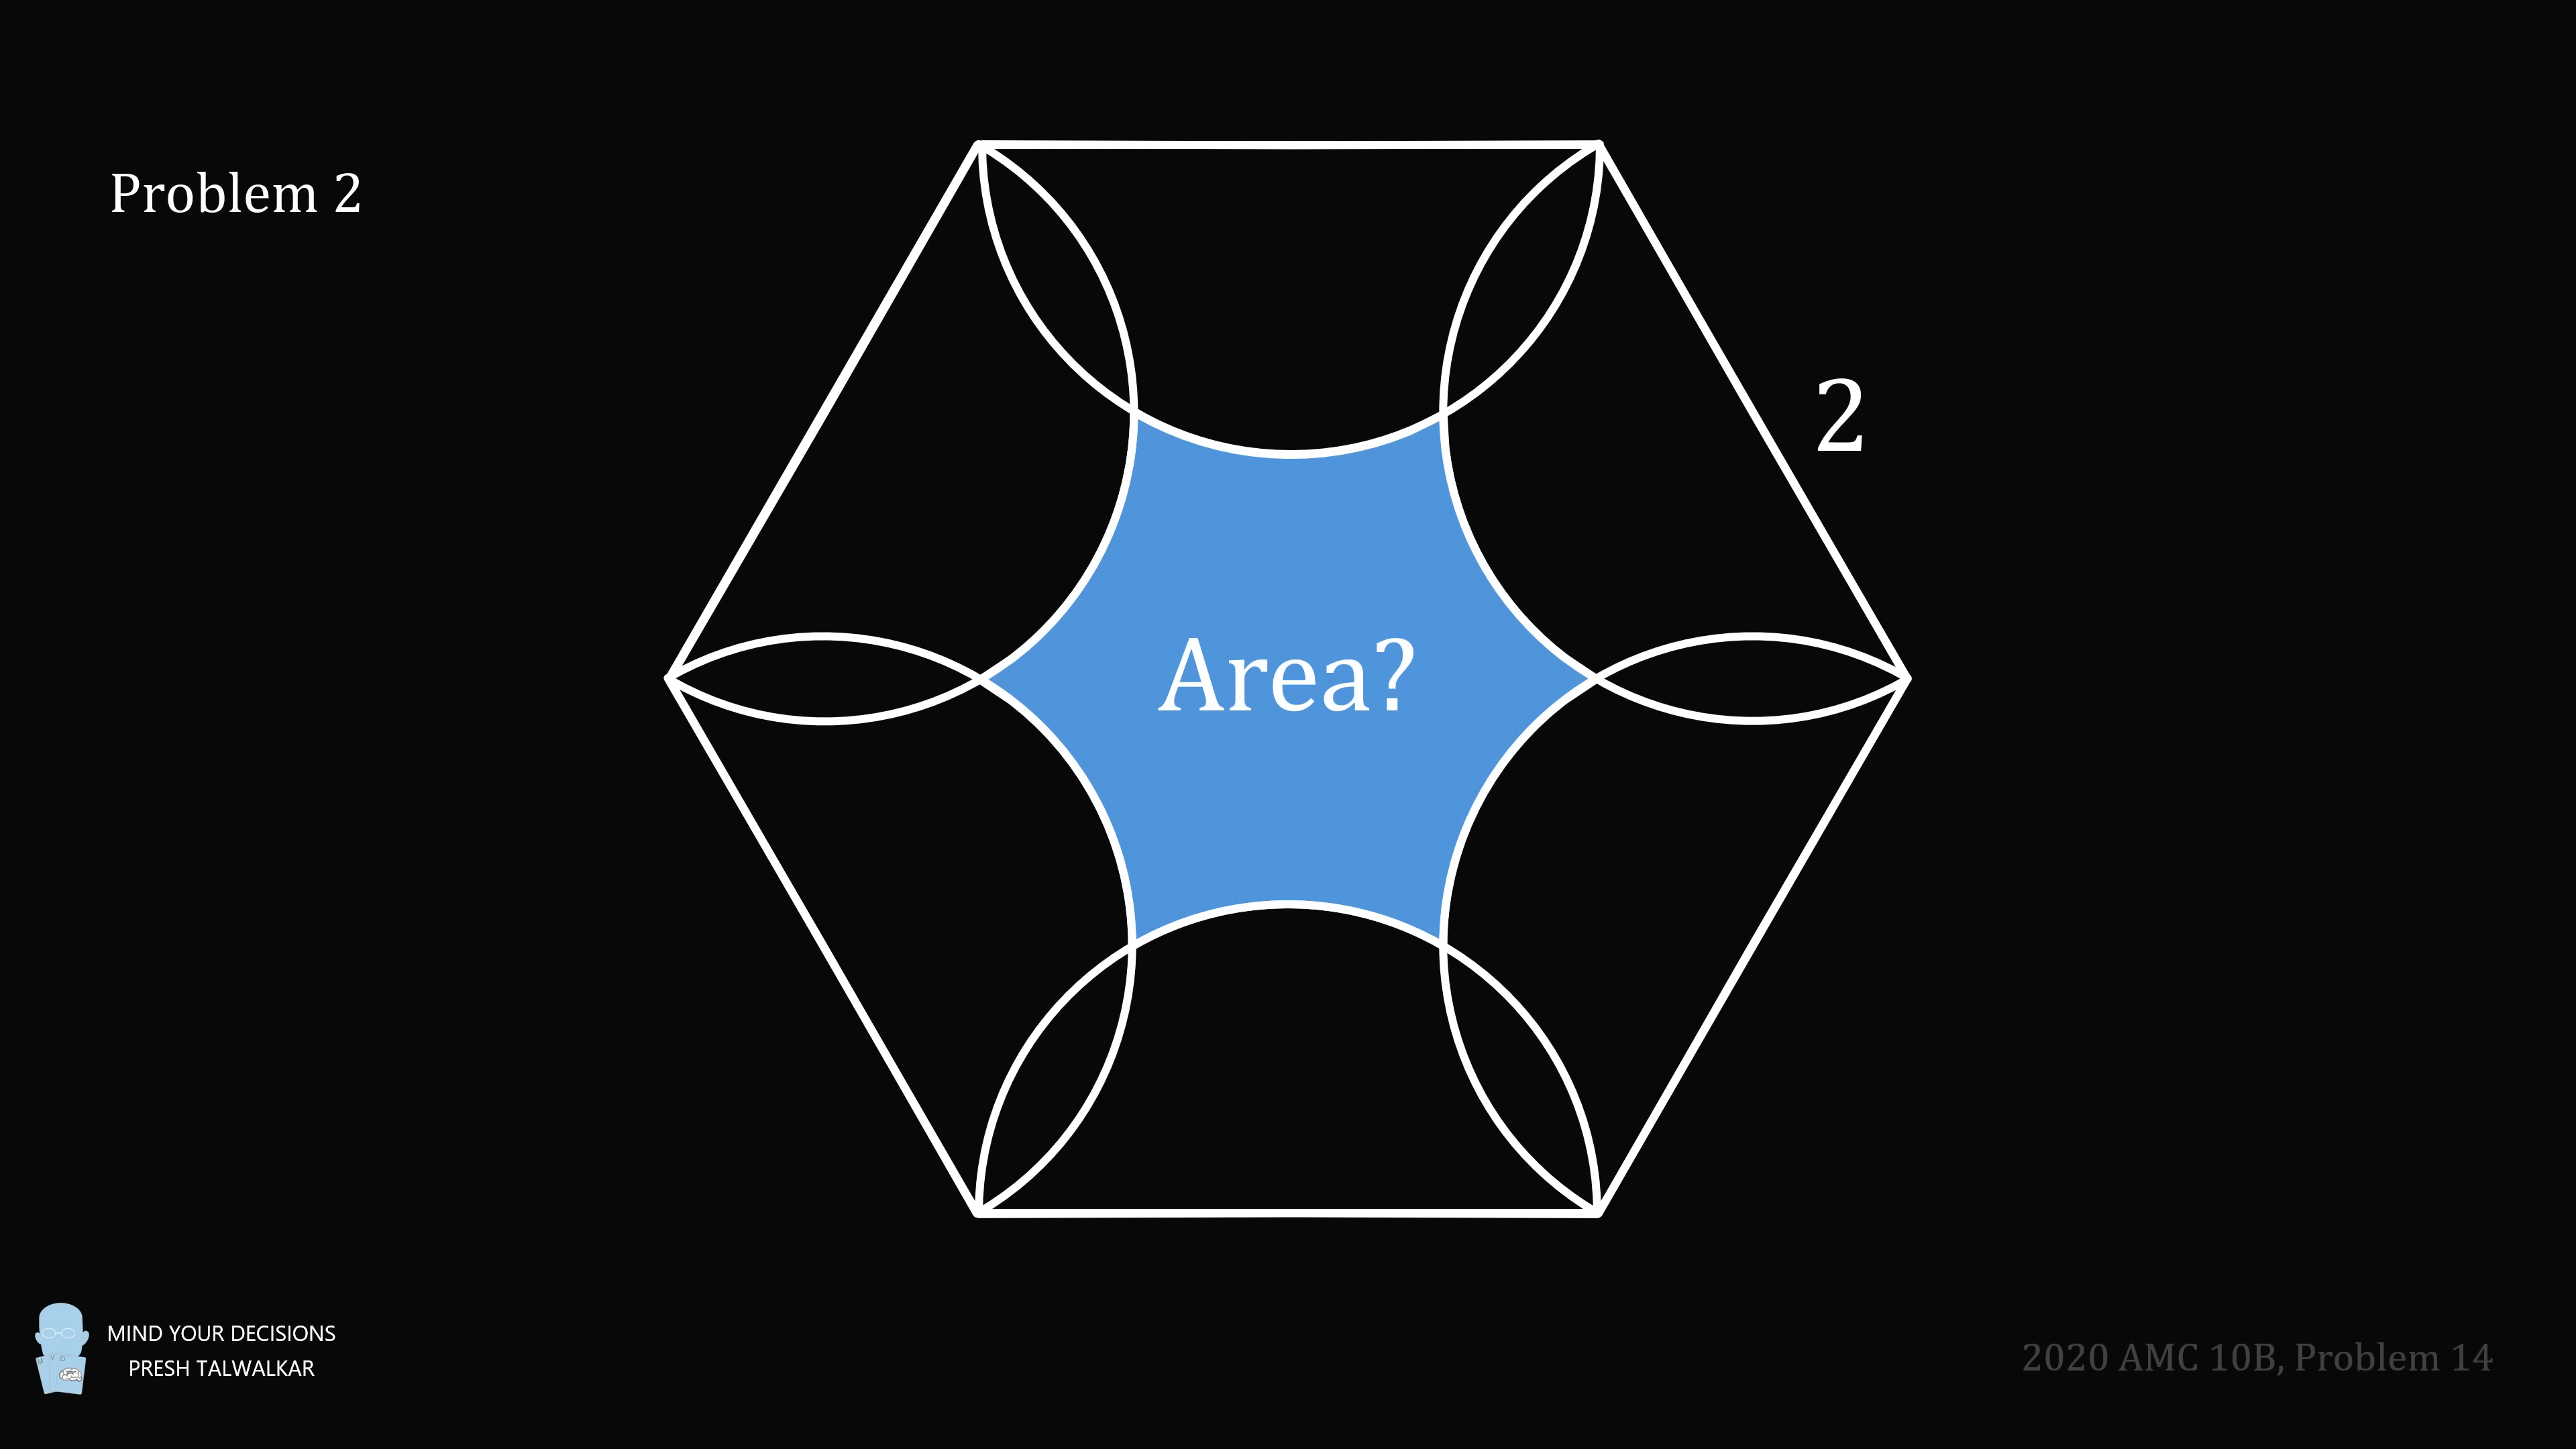 Problem 2
2
Area?
MIND YOUR DECISIONS
PRESH TALWALKAR
2020 AMC 10B, Problem 14